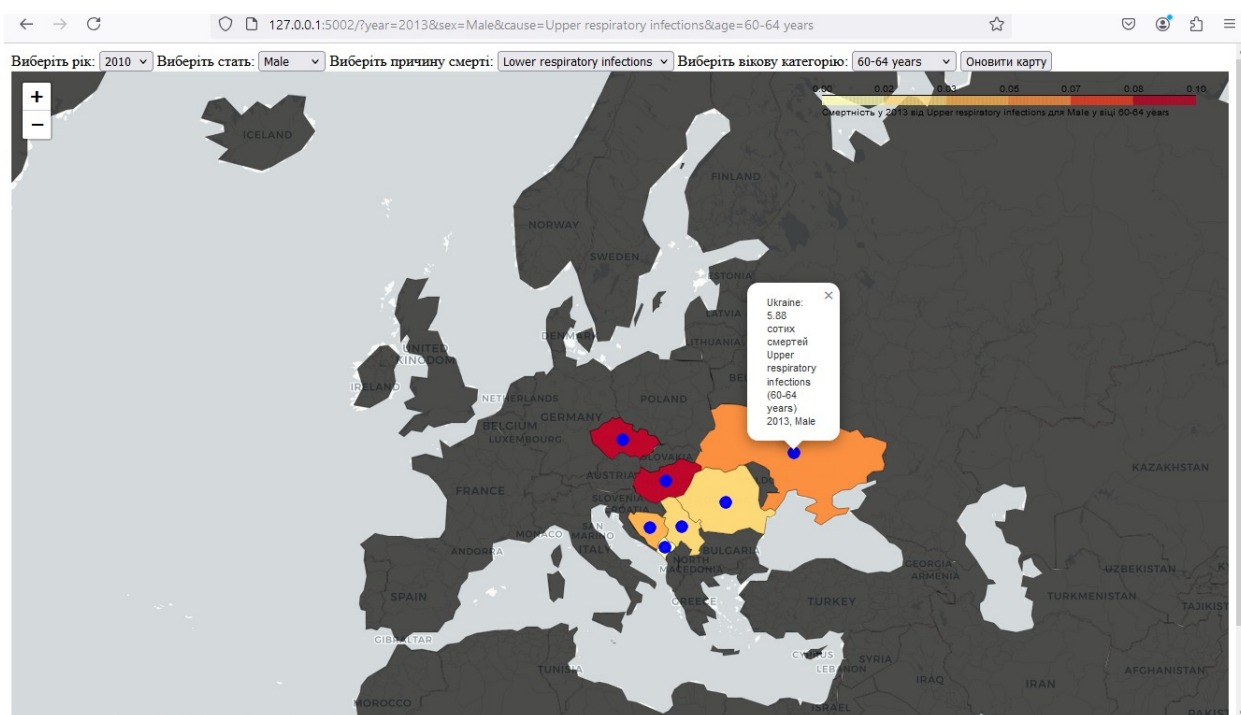 127.0.0.1:5002/?year=2013&sex=Male&cause=Upper respiratory infections&age=60-64 years
Виберіть рік: 2010 Виберіть стать: Male Виберіть причину смерті: Lower respiratory infections Виберіть вікову категорію: 60-64 years Оновити карту
+
−
0.00 0.02 0.03 0.05 0.07 0.08 0.10
Смертність у 2013 від Upper respiratory infections для Male у віці 60-64 years
ICELAND
FINLAND
NORWAY
SWEDEN
ESTONIA
LATVIA
DENMARK
LITHUANIA
UNITED
KINGDOM
IRELAND
NETHERLANDS
POLAND
GERMANY
BELGIUM
LUXEMBOURG
SLOVAKIA
AUSTRIA
FRANCE
SLOVENIA
CROATIA
MONACO
SAN
MARINO
ITALY
ANDORRA
BULGARIA
NORTH
MACEDONIA
SPAIN
GREECE
TURKEY
GEORGIA
ARMENIA
KAZAKHSTAN
UZBEKISTAN
TURKMENISTAN
TAJIKIST
GIBRALTAR
TUNISIA
CYPRUS
SYRIA
LEBANON
IRAQ
IRAN
AFGHANISTAN
MOROCCO
ISRAEL
PAKIST
Ukraine:
5.88
сотих
смертей
Upper
respiratory
infections
(60-64
years)
2013, Male
×